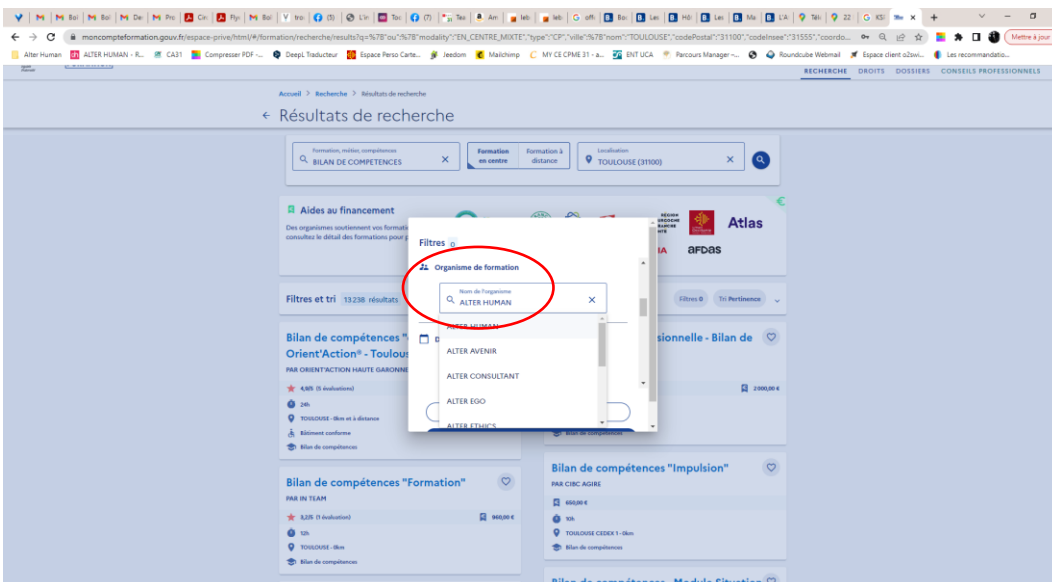 moncompteformation.gouv.fr/espace-prive/html/#/formation/recherche/results?q=%7B"ou":%7B"modality":"EN_CENTRE_MIXTE","type":"CP","ville":%7B"nom":"TOULOUSE","codePostal":"31100","codeInsee":"31555","coordo...
Mettre à jour
Alter Human
ALTER HUMAN - R...
CA31
Compresser PDF -...
DeepL Traducteur
Espace Perso Carte...
Jeedom
Mailchimp
MY CE CPME 31 - a...
ENT UCA
Parcours Manager –...
Roundcube Webmail
Espace client o2swi...
Les recommandatio...
RECHERCHE DROITS DOSSIERS CONSEILS PROFESSIONNELS
Accueil > Recherche > Résultats de recherche
← Résultats de recherche
Formation, métier, compétences
BILAN DE COMPETENCES
Formation en centre
Formation à distance
Localisation
TOULOUSE (31100)
Aides au financement
Des organismes soutiennent vos formati
consultez le détail des formations pour p
Atlas
afdas
Filtres 0
Organisme de formation
Nom de l'organisme
ALTER HUMAN
ALTER HUMAN
ALTER AVENIR
ALTER CONSULTANT
ALTER EGO
ALTER ETHICS
Filtres et tri 13 238 résultats
Filtres 0
Tri Pertinence
Bilan de compétences "
Orient'Action® - Toulous
PAR ORIENT'ACTION HAUTE GARONNE
4,8/5 (5 évaluations)
24h
TOULOUSE - 0km et à distance
Bâtiment conforme
Bilan de compétences
sionnelle - Bilan de
2 000,00 €
Bilan de compétences
Bilan de compétences "Formation"
PAR IN TEAM
960,00 €
12h
TOULOUSE - 0km
Bilan de compétences
Bilan de compétences "Impulsion"
PAR CIBC AGIRE
660,00 €
10h
TOULOUSE CEDEX 1 - 0km
Bilan de compétences
Bilan de compétences - Module Situation